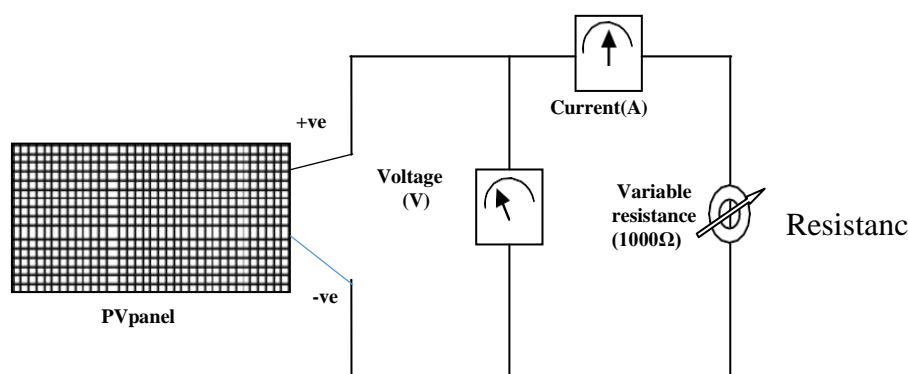 Current(A)
+ve
Voltage
(V)
Variable
resistance
(1000Ω)
Resistanc
-ve
PVpanel